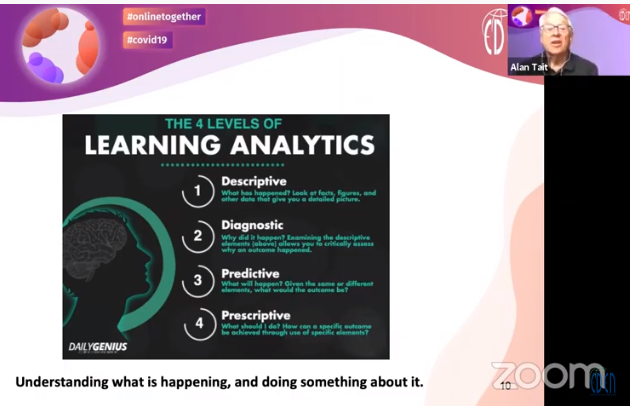 #onlinetogether
#covid19
Alan Tait
THE 4 LEVELS OF
LEARNING ANALYTICS
1
Descriptive
What has happened? Look at facts, figures, and
other data that give you a detailed picture.
2
Diagnostic
Why did it happen? Examining the descriptive
elements (above) allows you to critically assess
why an outcome happened.
3
Predictive
What will happen? Given the same or different
elements, what would the outcome be?
4
Prescriptive
What should I do? How can a specific outcome
be achieved through use of specific elements?
DAILYGENIUS
Understanding what is happening, and doing something about it.
10
zoom